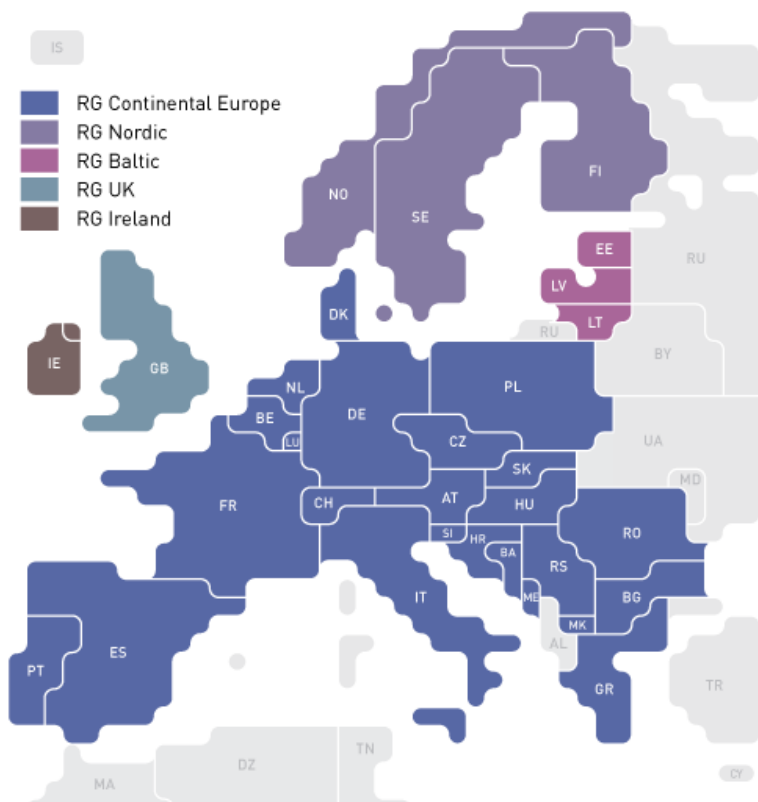 IS
RG Continental Europe
RG Nordic
RG Baltic
RG UK
RG Ireland
NO
SE
FI
EE
RU
LV
LT
DK
RU
BY
IE
GB
NL
BE
LU
DE
PL
CZ
UA
MD
SK
FR
CH
AT
HU
SI
HR
BA
RO
RS
IT
ME
BG
MK
AL
ES
PT
GR
TR
MA
DZ
TN
CY